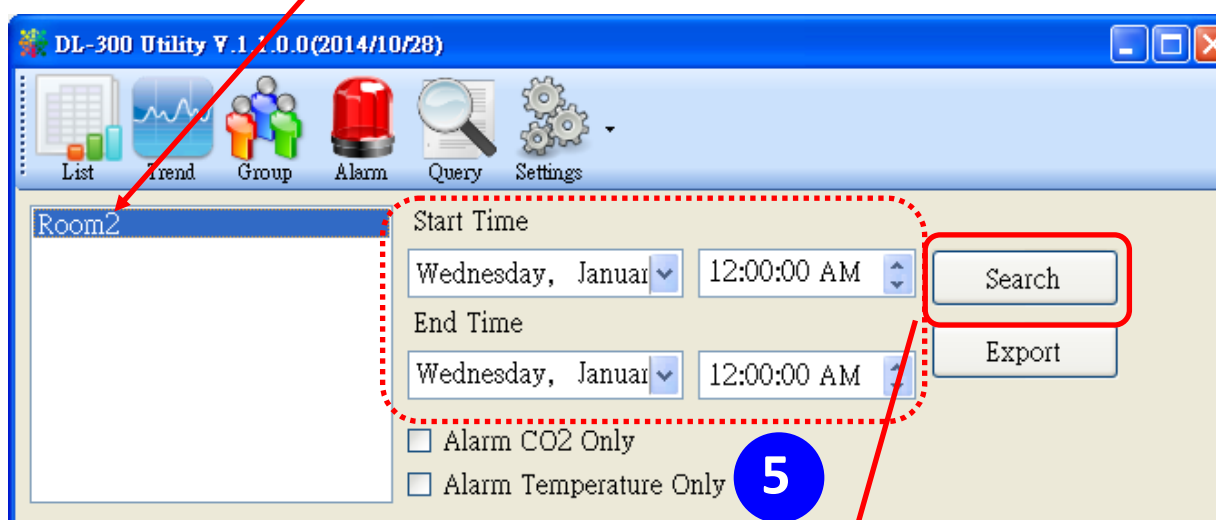 DL-300 Utility V.1.1.0.0(2014/10/28)
List Trend Group Alarm Query Settings
Room2
Start Time
Wednesday, Januar 12:00:00 AM
Search
End Time
Wednesday, Januar 12:00:00 AM
Export
Alarm CO2 Only
Alarm Temperature Only
5